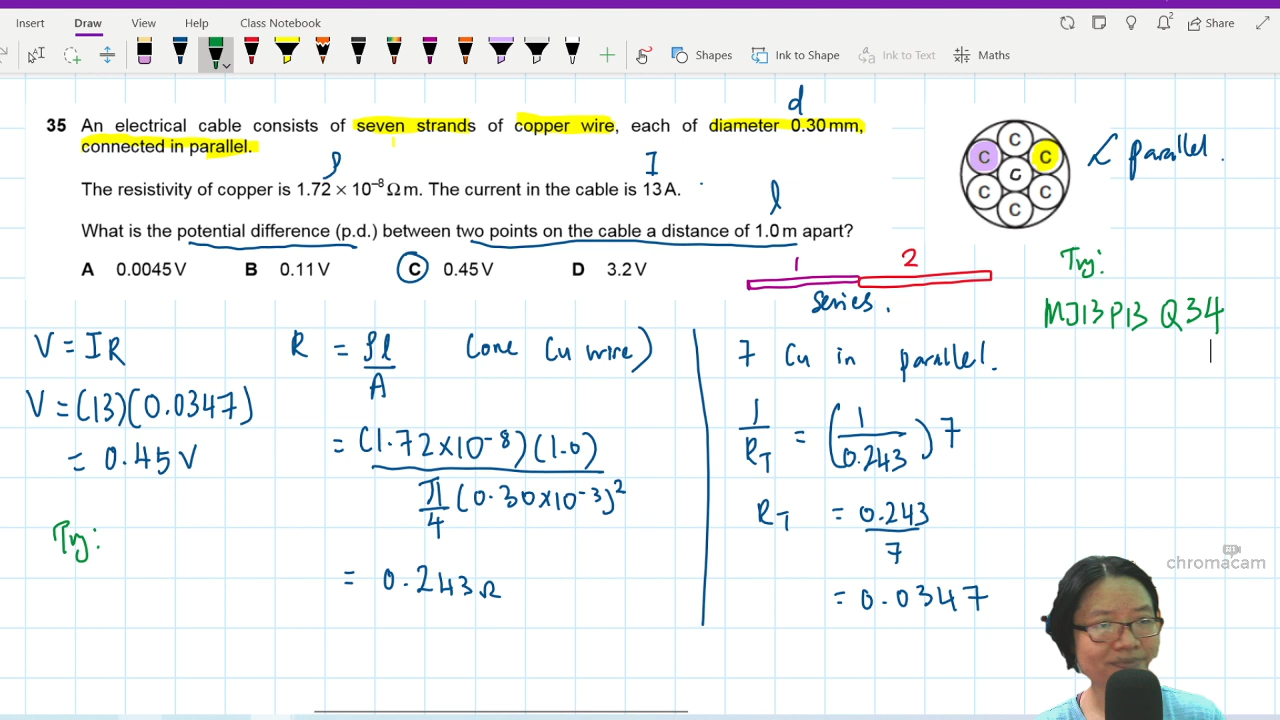 Insert Draw View Help Class Notebook Share
Shapes Ink to Shape Ink to Text Maths
35 An electrical cable consists of seven strands of copper wire, each of diameter 0.30 mm,
connected in parallel.
d
ρ
I
The resistivity of copper is 1.72 × 10⁻⁸ Ω m. The current in the cable is 13 A.
l
What is the potential difference (p.d.) between two points on the cable a distance of 1.0 m apart?
A 0.0045 V B 0.11 V C 0.45 V D 3.2 V
C
C C
C
C C
C
parallel.
1 2
series.
Try:
MJ13 P13 Q34
V = IR
V = (13)(0.0347)
= 0.45 V
Try:
R = ρl / A (one Cu wire)
= (1.72×10⁻⁸)(1.0) / π/4 (0.30×10⁻³)²
= 0.243 Ω
7 Cu in parallel.
1/R_T = (1/0.243) 7
R_T = 0.243/7
= 0.0347
chromacam